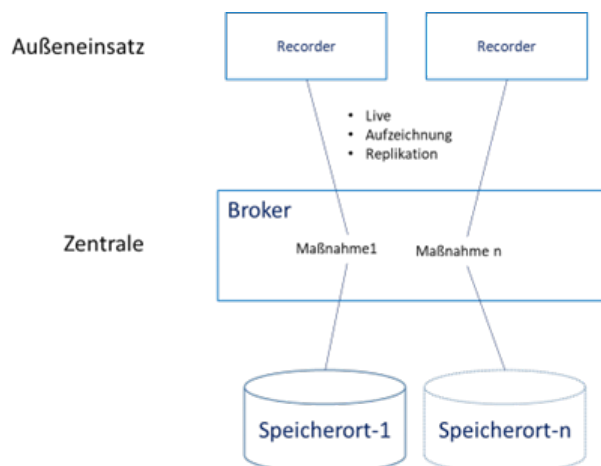 Außeneinsatz
Recorder
Recorder
• Live
• Aufzeichnung
• Replikation
Broker
Zentrale
Maßnahme1
Maßnahme n
Speicherort-1
Speicherort-n